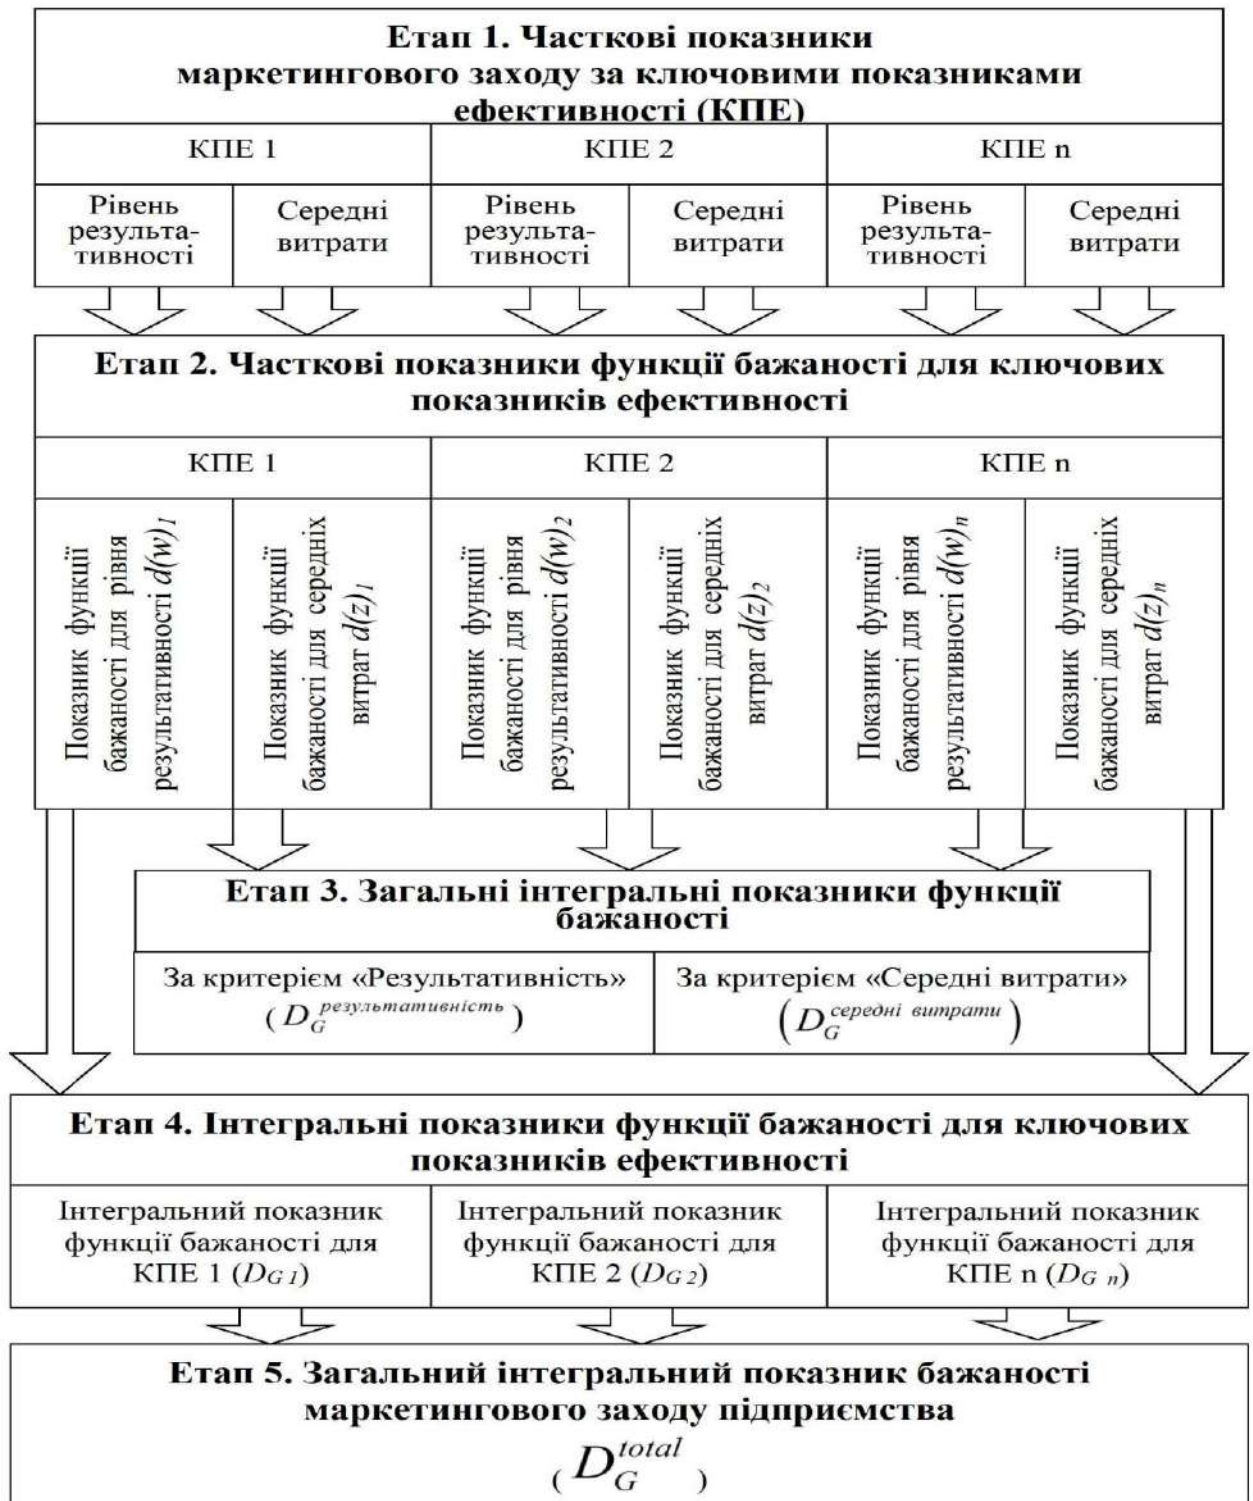 Етап 1. Часткові показники
маркетингового заходу за ключовими показниками
ефективності (КПЕ)
КПЕ 1
КПЕ 2
КПЕ n
Рівень
результа-
тивності
Середні
витрати
Рівень
результа-
тивності
Середні
витрати
Рівень
результа-
тивності
Середні
витрати
Етап 2. Часткові показники функції бажаності для ключових
показників ефективності
КПЕ 1
КПЕ 2
КПЕ n
Показник функції
бажаності для рівня
результативності d(w)1
Показник функції
бажаності для середніх
витрат d(z)1
Показник функції
бажаності для рівня
результативності d(w)2
Показник функції
бажаності для середніх
витрат d(z)2
Показник функції
бажаності для рівня
результативності d(w)n
Показник функції
бажаності для середніх
витрат d(z)n
Етап 3. Загальні інтегральні показники функції
бажаності
За критерієм «Результативність»
( D_G^результативність )
За критерієм «Середні витрати»
( D_G^середні витрати )
Етап 4. Інтегральні показники функції бажаності для ключових
показників ефективності
Інтегральний показник
функції бажаності для
КПЕ 1 (DG 1)
Інтегральний показник
функції бажаності для
КПЕ 2 (DG 2)
Інтегральний показник
функції бажаності для
КПЕ n (DG n)
Етап 5. Загальний інтегральний показник бажаності
маркетингового заходу підприємства
( D_G^total )